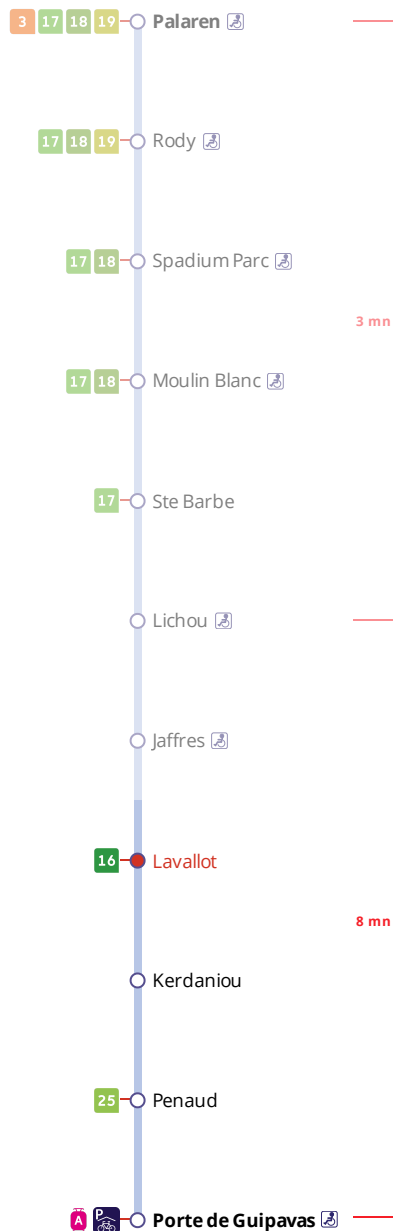 3 17 18 19 Palaren
17 18 19 Rody
17 18 Spadium Parc
3 mn
17 18 Moulin Blanc
17 Ste Barbe
Lichou
Jaffres
16 Lavallot
8 mn
Kerdaniou
25 Penaud
A P Porte de Guipavas